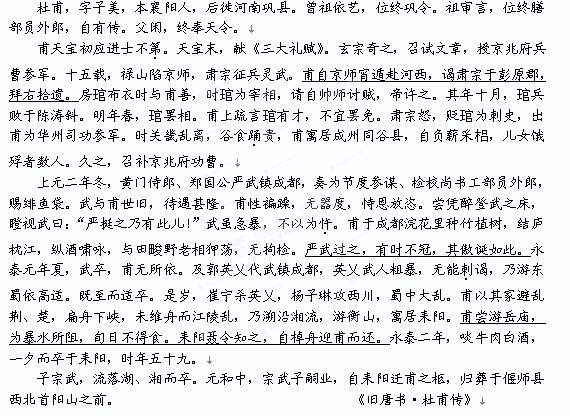 杜甫，字子美，本襄阳人，后徙河南巩县。曾祖依艺，位终巩令。祖审言，位终膳
部员外郎，自有传。父闲，终奉天令。↓
甫天宝初应进士不第。天宝末，献《三大礼赋》。玄宗奇之，召试文章，授京兆府兵
曹参军。十五载，禄山陷京师，肃宗征兵灵武。甫自京师宵遁赴河西，谒肃宗于彭原郡，
拜右拾遗。房琯布衣时与甫善，时琯为宰相，请自帅师讨贼，帝许之。其年十月，琯兵
败于陈涛斜。明年春，琯罢相。甫上疏言琯有才，不宜罢免。肃宗怒，贬琯为刺史，出
甫为华州司功参军。时关畿乱离，谷食踊贵，甫寓居成州同谷县，自负薪采梠，儿女饿
殍者数人。久之，召补京兆府功曹。↓
上元二年冬，黄门侍郎、郑国公严武镇成都，奏为节度参谋、检校尚书工部员外郎，
赐绯鱼袋。武与甫世旧，待遇甚隆。甫性褊躁，无器度，恃恩放恣。尝凭醉登武之床，
瞪视武曰：“严挺之乃有此儿！”武虽急暴，不以为忤。甫于成都浣花里种竹植树，结庐
枕江，纵酒啸咏，与田畯野老相狎荡，无拘检。严武过之，有时不冠，其傲诞如此。永
泰元年夏，武卒，甫无所依。及郭英乂代武镇成都，英乂武人粗暴，无能刺谒，乃游东
蜀依高适。既至而适卒。是岁，崔宁杀英乂，杨子琳攻西川，蜀中大乱。甫以其家避乱
荆、楚，扁舟下峡，未维舟而江陵乱，乃溯沿湘流，游衡山，寓居耒阳。甫尝游岳庙，
为暴水所阻，旬日不得食。耒阳聂令知之，自棹舟迎甫而还。永泰二年，啖牛肉白酒，
一夕而卒于耒阳，时年五十九。↓
子宗武，流落湖、湘而卒。元和中，宗武子嗣业，自耒阳迁甫之柩，归葬于偃师县
西北首阳山之前。 《旧唐书·杜甫传》↓